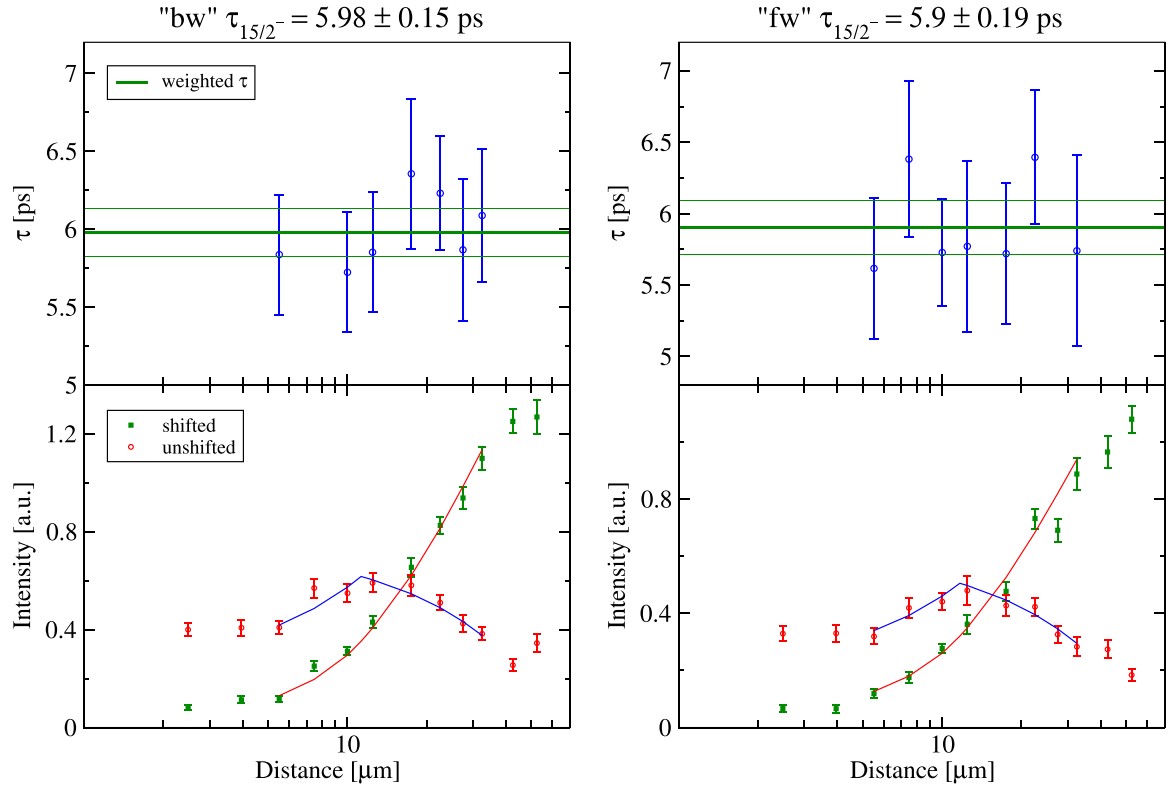 "bw" τ15/2⁻ = 5.98 ± 0.15 ps
"fw" τ15/2⁻ = 5.9 ± 0.19 ps
7
6.5
6
5.5
5
τ [ps]
weighted τ
7
6.5
6
5.5
5
τ [ps]
1.2
0.8
0.4
0
Intensity [a.u.]
shifted
unshifted
0.8
0.4
0
Intensity [a.u.]
10
Distance [μm]
10
Distance [μm]